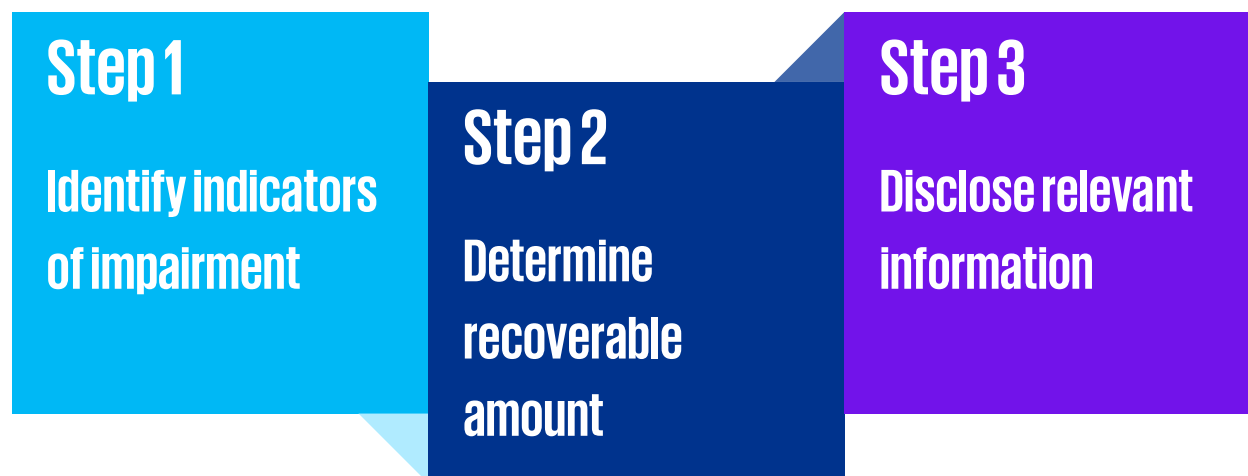 Step 1
Identify indicators
of impairment
Step 2
Determine
recoverable
amount
Step 3
Disclose relevant
information